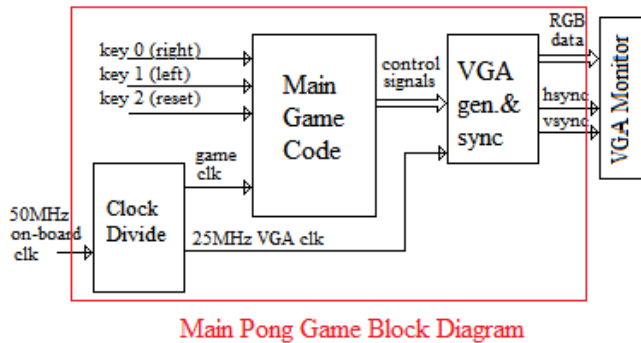 RGB
data
key 0 (right)
key 1 (left)
key 2 (reset)
Main
Game
Code
control
signals
VGA
gen.&
sync
hsync
vsync
VGA Monitor
game
clk
50MHz
on-board
clk
Clock
Divide
25MHz VGA clk
Main Pong Game Block Diagram